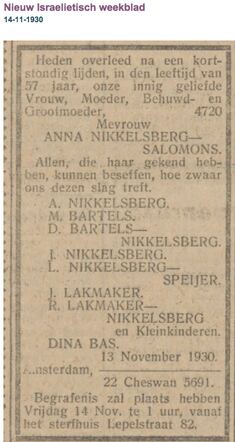 Nieuw Israelietisch weekblad
14-11-1930
Heden overleed na een kort-
stondig lijden, in den leeftijd van
57 jaar, onze innig geliefde
Vrouw, Moeder, Behuwd- en
Grootmoeder, 4720
Mevrouw
ANNA NIKKELSBERG—
SALOMONS.
Allen, die haar gekend heb-
ben, kunnen beseffen, hoe zwaar
ons dezen slag treft.
A. NIKKELSBERG.
M. BARTELS.
D. BARTELS—
NIKKELSBERG.
J. NIKKELSBERG.
L. NIKKELSBERG—
SPEIJER.
J. LAKMAKER.
R. LAKMAKER—
NIKKELSBERG
en Kleinkinderen.
DINA BAS.
13 November 1930.
Amsterdam,
22 Cheswan 5691.
Begrafenis zal plaats hebben
Vrijdag 14 Nov. te 1 uur, vanaf
het sterfhuis Lepelstraat 82.